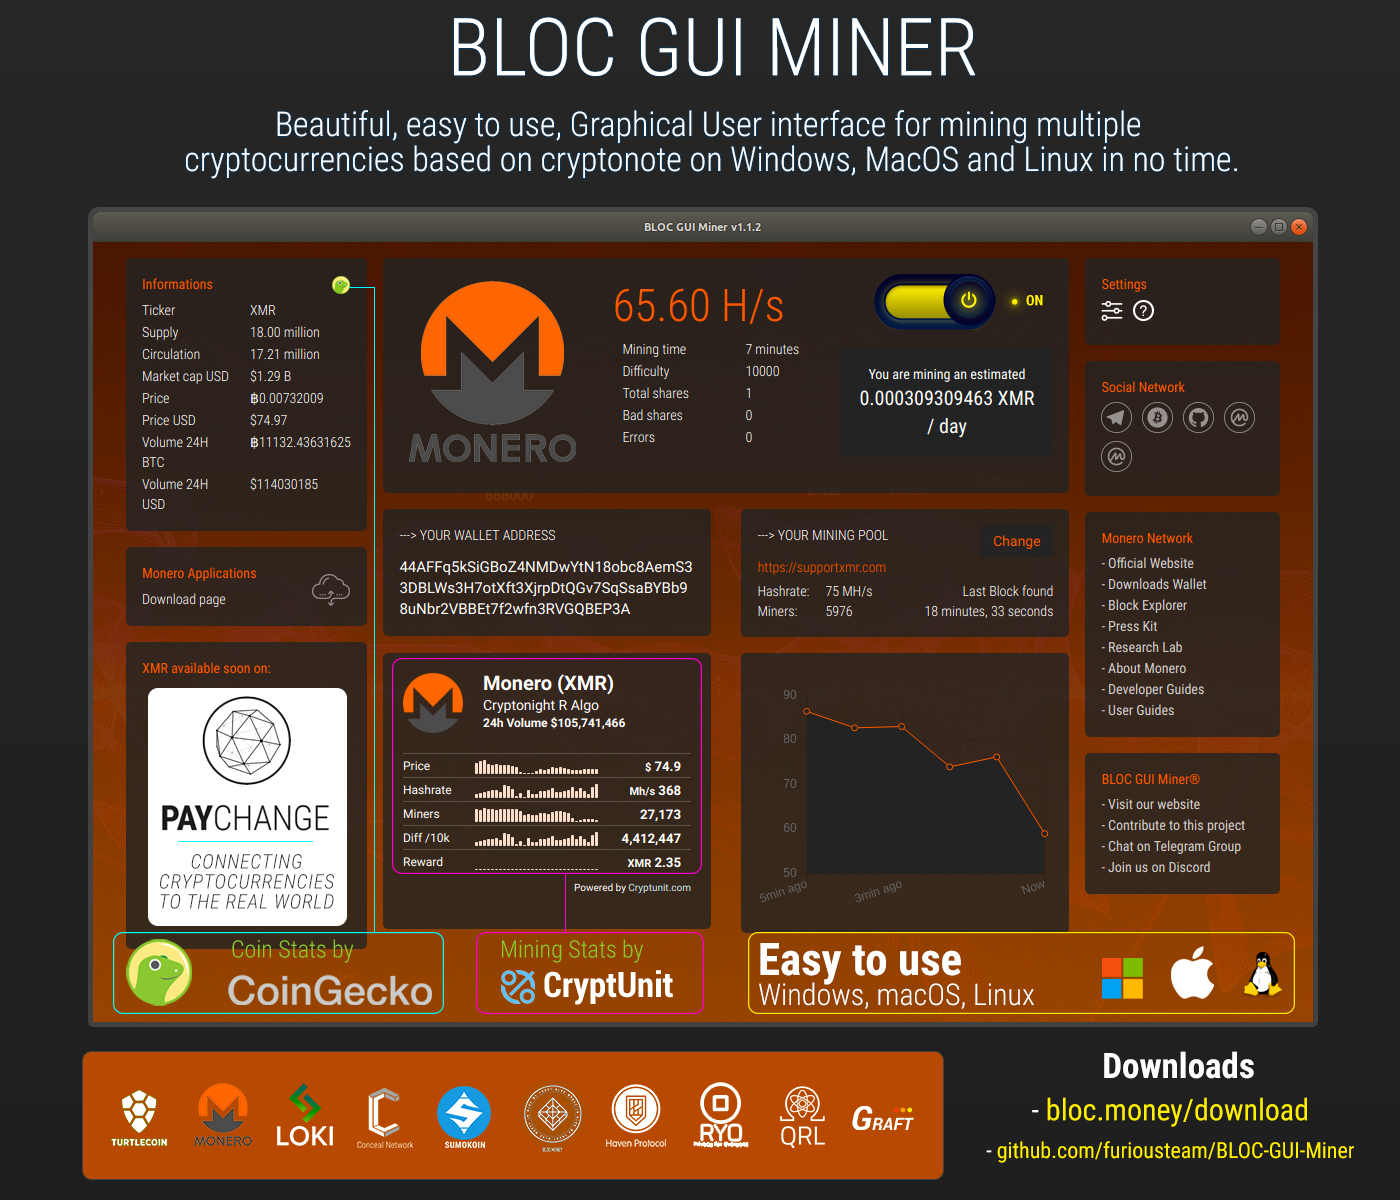 BLOC GUI MINER
Beautiful, easy to use, Graphical User interface for mining multiple
cryptocurrencies based on cryptonote on Windows, MacOS and Linux in no time.
BLOC GUI Miner v1.1.2
Informations
Ticker XMR
Supply 18.00 million
Circulation 17.21 million
Market cap USD $1.29 B
Price ฿0.00732009
Price USD $74.97
Volume 24H ฿11132.43631625
BTC
Volume 24H $114030185
USD
Monero Applications
Download page
XMR available soon on:
PAYCHANGE
CONNECTING
CRYPTOCURRENCIES
TO THE REAL WORLD
MONERO
65.60 H/s
Mining time 7 minutes
Difficulty 10000
Total shares 1
Bad shares 0
Errors 0
ON
You are mining an estimated
0.000309309463 XMR
/ day
888000
---> YOUR WALLET ADDRESS
44AFFq5kSiGBoZ4NMDwYtN18obc8AemS3
3DBLWs3H7otXft3XjrpDtQGv7SqSsaBYBb9
8uNbr2VBBEt7f2wfn3RVGQBEP3A
---> YOUR MINING POOL
Change
https://supportxmr.com
Hashrate: 75 MH/s Last Block found
Miners: 5976 18 minutes, 33 seconds
Monero (XMR)
Cryptonight R Algo
24h Volume $105,741,466
Price $ 74.9
Hashrate Mh/s 368
Miners 27,173
Diff /10k 4,412,447
Reward XMR 2.35
Powered by Cryptunit.com
90
80
70
60
50
5min ago 3min ago Now
Settings
Social Network
Monero Network
- Official Website
- Downloads Wallet
- Block Explorer
- Press Kit
- Research Lab
- About Monero
- Developer Guides
- User Guides
BLOC GUI Miner®
- Visit our website
- Contribute to this project
- Chat on Telegram Group
- Join us on Discord
Coin Stats by
CoinGecko
Mining Stats by
CryptUnit
Easy to use
Windows, macOS, Linux
TURTLECOIN
MONERO
LOKI
Conceal Network
SUMOKOIN
BLOC.MONEY
Haven Protocol
RYO
QRL
GRAFT
Downloads
- bloc.money/download
- github.com/furiousteam/BLOC-GUI-Miner